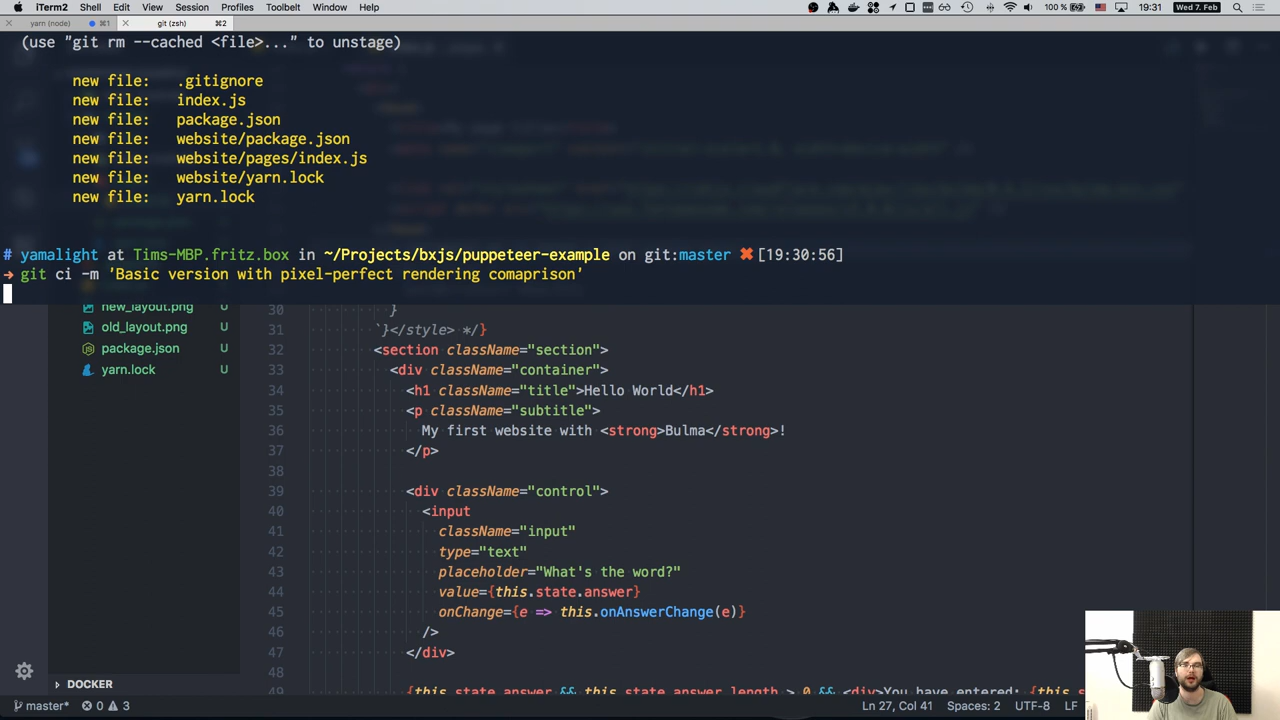 iTerm2 Shell Edit View Session Profiles Toolbelt Window Help 100 % 19:31 Wed 7. Feb
yarn (node) ⌘1 git (zsh) ⌘2
(use "git rm --cached <file>..." to unstage)
new file: .gitignore
new file: index.js
new file: package.json
new file: website/package.json
new file: website/pages/index.js
new file: website/yarn.lock
new file: yarn.lock
# yamalight at Tims-MBP.fritz.box in ~/Projects/bxjs/puppeteer-example on git:master ✖ [19:30:56]
→ git ci -m 'Basic version with pixel-perfect rendering comaprison'
new_layout.png U
old_layout.png U
package.json U
yarn.lock U
30 }
31 `}</style> */}
32 <section className="section">
33 <div className="container">
34 <h1 className="title">Hello World</h1>
35 <p className="subtitle">
36 My first website with <strong>Bulma</strong>!
37 </p>
38
39 <div className="control">
40 <input
41 className="input"
42 type="text"
43 placeholder="What's the word?"
44 value={this.state.answer}
45 onChange={e => this.onAnswerChange(e)}
46 />
47 </div>
48
49 {this.state.answer && this.state.answer.length > 0 && <div>You have entered: {this.s
DOCKER
master* 0 3 Ln 27, Col 41 Spaces: 2 UTF-8 LF